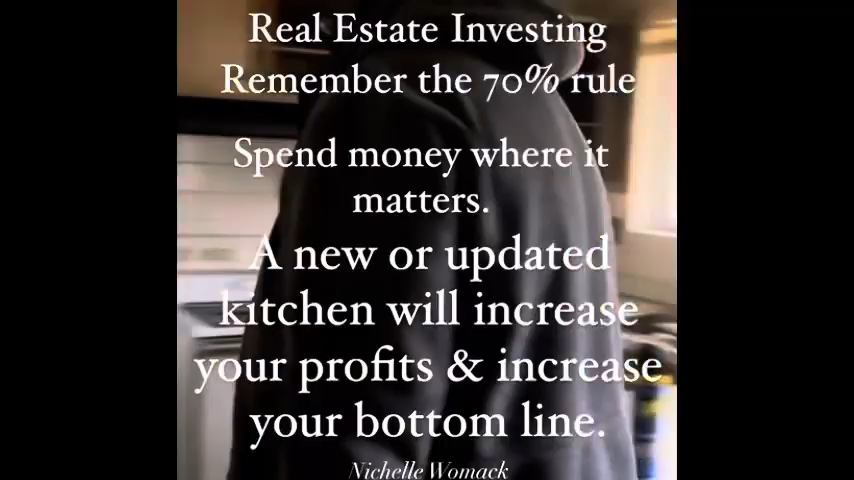 Real Estate Investing
Remember the 70% rule
Spend money where it
matters.
A new or updated
kitchen will increase
your profits & increase
your bottom line.
Nichelle Womack